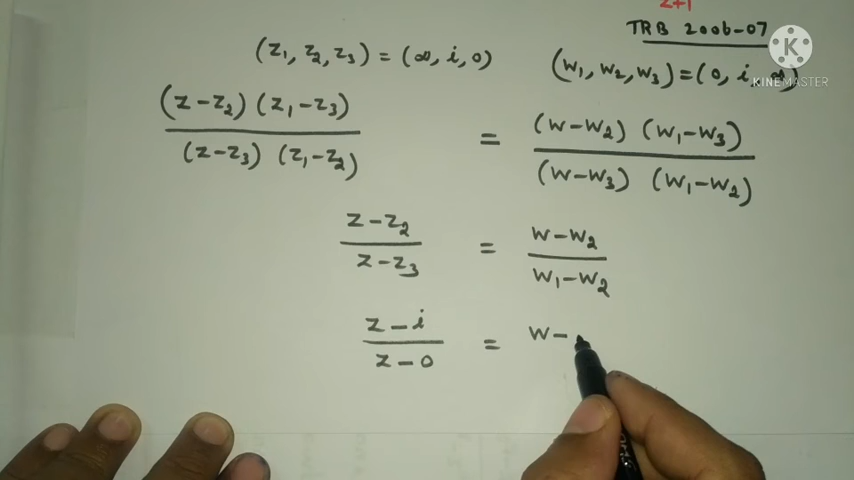 z+1
TRB 2006-07
(z₁, z₂, z₃) = (∞, i, 0)
(w₁, w₂, w₃) = (0, i, ∞)
K
KINEMASTER
(z-z₂) (z₁-z₃) / (z-z₃) (z₁-z₂) = (w-w₂) (w₁-w₃) / (w-w₃) (w₁-w₂)
z-z₂ / z-z₃ = w-w₂ / w₁-w₂
z-i / z-0 = w-